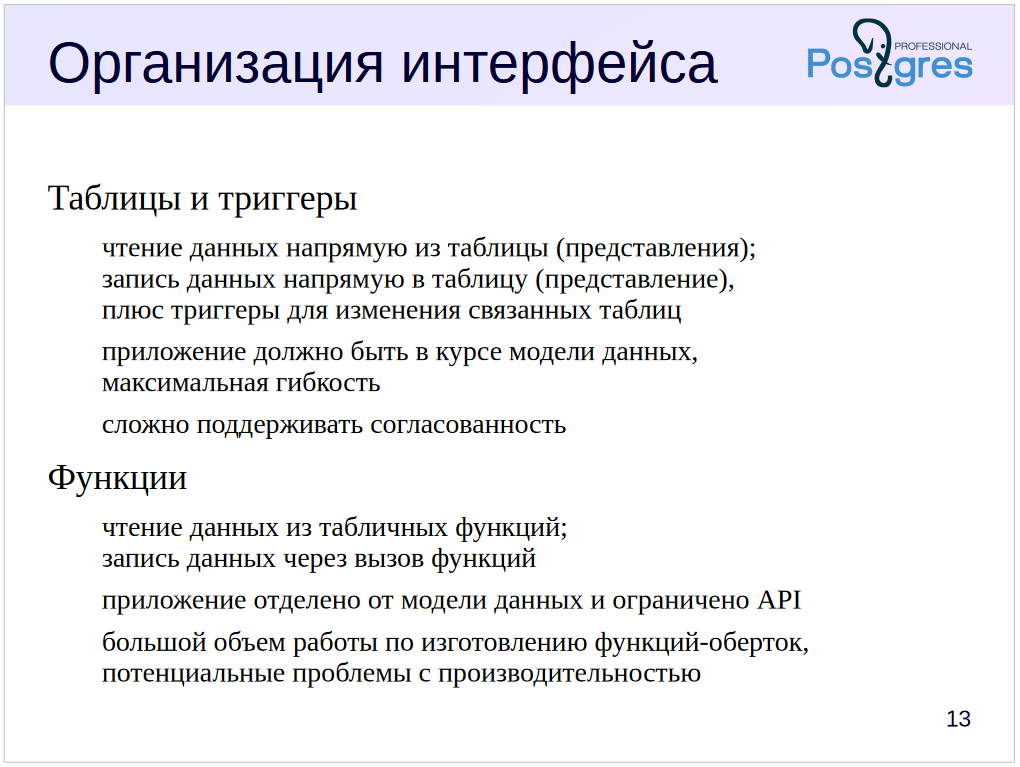 Организация интерфейса
PROFESSIONAL
Postgres
Таблицы и триггеры
чтение данных напрямую из таблицы (представления);
запись данных напрямую в таблицу (представление),
плюс триггеры для изменения связанных таблиц
приложение должно быть в курсе модели данных,
максимальная гибкость
сложно поддерживать согласованность
Функции
чтение данных из табличных функций;
запись данных через вызов функций
приложение отделено от модели данных и ограничено API
большой объем работы по изготовлению функций-оберток,
потенциальные проблемы с производительностью
13